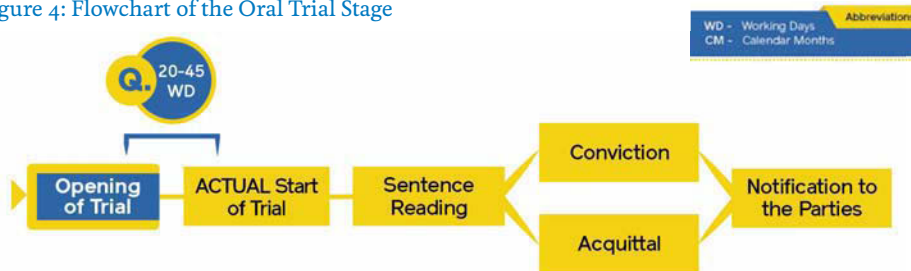 gure 4: Flowchart of the Oral Trial Stage
Abbreviations
WD - Working Days
CM - Calendar Months
Q.
20-45
WD
Opening
of Trial
ACTUAL Start
of Trial
Sentence
Reading
Conviction
Acquittal
Notification to
the Parties